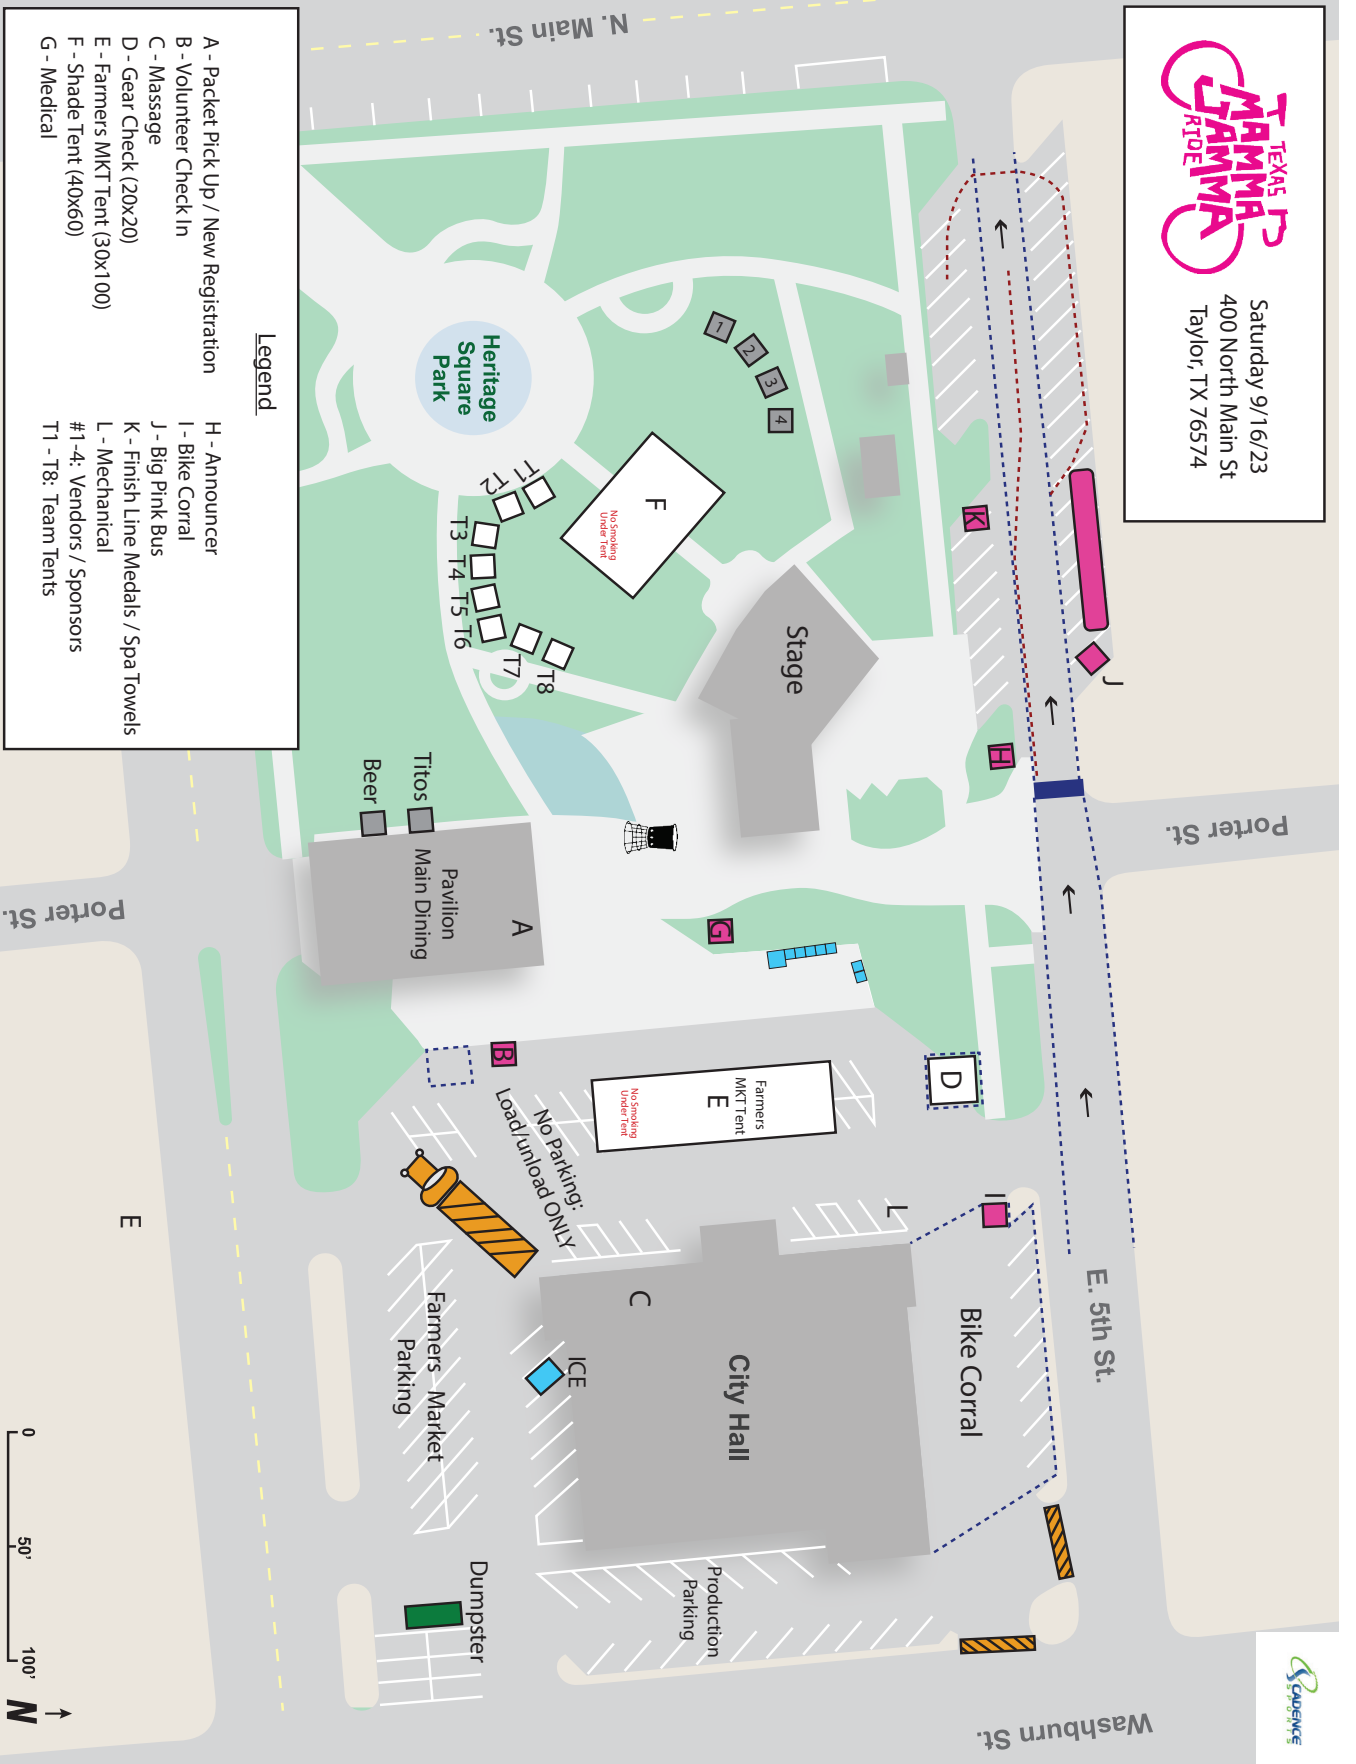 TEXAS
MAMMA
JAMMA
RIDE
Saturday 9/16/23
400 North Main St
Taylor, TX 76574
N. Main St.
Legend
A - Packet Pick Up / New Registration
B - Volunteer Check In
C - Massage
D - Gear Check (20x20)
E - Farmers MKT Tent (30x100)
F - Shade Tent (40x60)
G - Medical
H - Announcer
I - Bike Corral
J - Big Pink Bus
K - Finish Line Medals / Spa Towels
L - Mechanical
#1-4: Vendors / Sponsors
T1 - T8: Team Tents
Heritage
Square
Park
1
2
3
4
F
No Smoking
Under Tent
T1
T2
T3
T4
T5
T6
T7
T8
Stage
K
J
H
Porter St.
Titos
Beer
Pavilion
Main Dining
A
G
Porter St.
B
D
Farmers
MKT Tent
E
No Smoking
Under Tent
No Parking:
Load/unload ONLY
L
I
Bike Corral
E. 5th St.
C
City Hall
ICE
Farmers Market
Parking
E
Production
Parking
Dumpster
Washburn St.
0
50'
100'
N
CADENCE
SPORTS